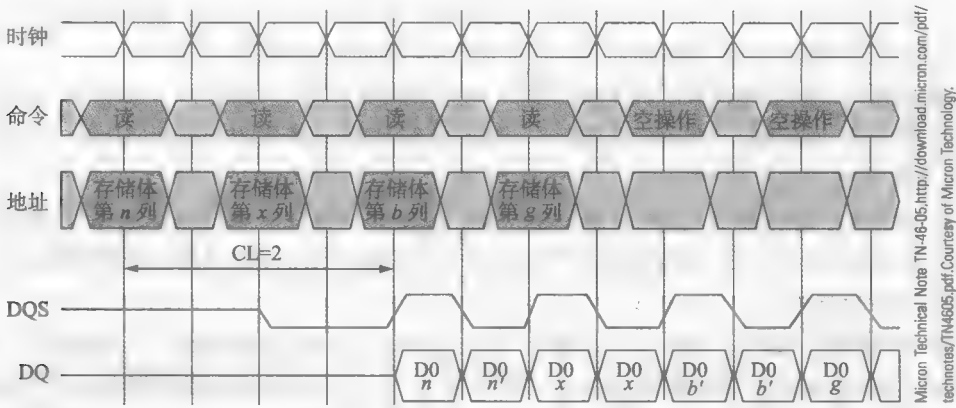 时钟
命令 读 读 读 读 空操作 空操作
地址 存储体 存储体 存储体 存储体
第 n 列 第 x 列 第 b 列 第 g 列
CL=2
DQS
DQ D0 D0 D0 D0 D0 D0 D0
n n' x x b' b' g
Micron Technical Note TN-46-05.http://download.micron.com/pdf/
technotes/TN4605.pdf.Courtesy of Micron Technology.